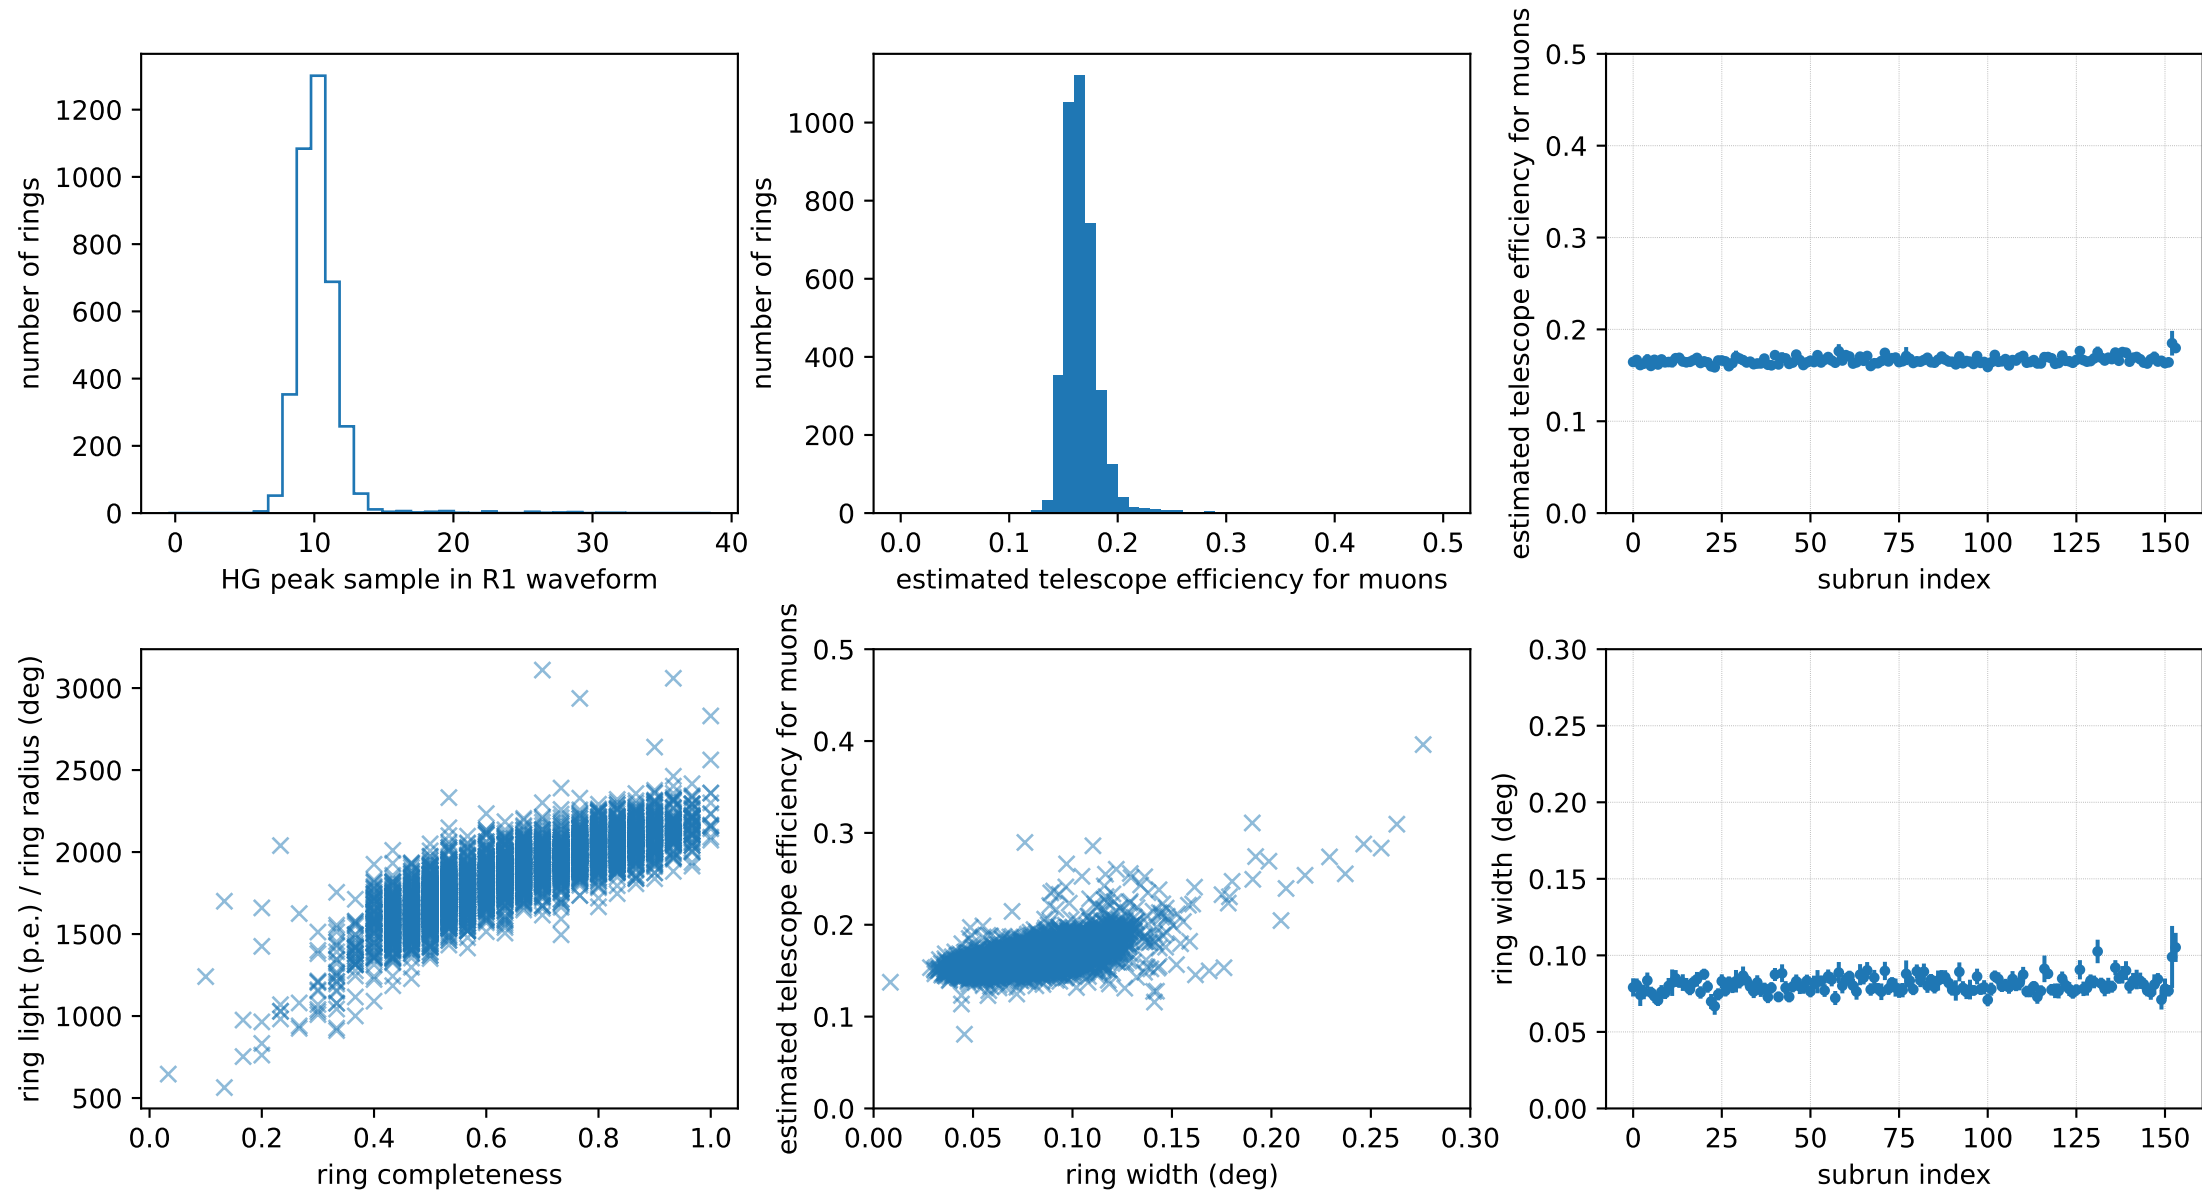 number of rings
1200
1000
800
600
400
200
0
0 10 20 30 40
HG peak sample in R1 waveform
number of rings
1000
800
600
400
200
0
0.0 0.1 0.2 0.3 0.4 0.5
estimated telescope efficiency for muons
estimated telescope efficiency for muons
0.5
0.4
0.3
0.2
0.1
0.0
0 25 50 75 100 125 150
subrun index
ring light (p.e.) / ring radius (deg)
3000
2500
2000
1500
1000
500
0.0 0.2 0.4 0.6 0.8 1.0
ring completeness
estimated telescope efficiency for muons
0.5
0.4
0.3
0.2
0.1
0.0
0.00 0.05 0.10 0.15 0.20 0.25 0.30
ring width (deg)
ring width (deg)
0.30
0.25
0.20
0.15
0.10
0.05
0.00
0 25 50 75 100 125 150
subrun index